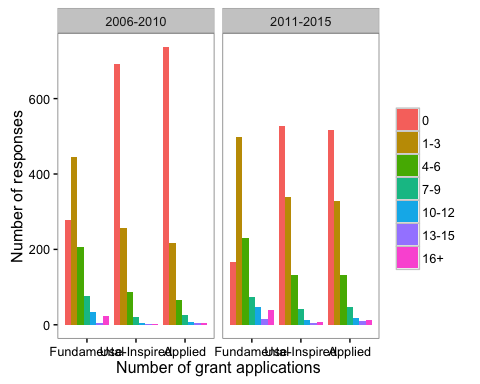 2006-2010
2011-2015
Number of responses
600
400
200
0
Fundamental
Use-Inspired
Applied
Fundamental
Use-Inspired
Applied
Number of grant applications
0
1-3
4-6
7-9
10-12
13-15
16+